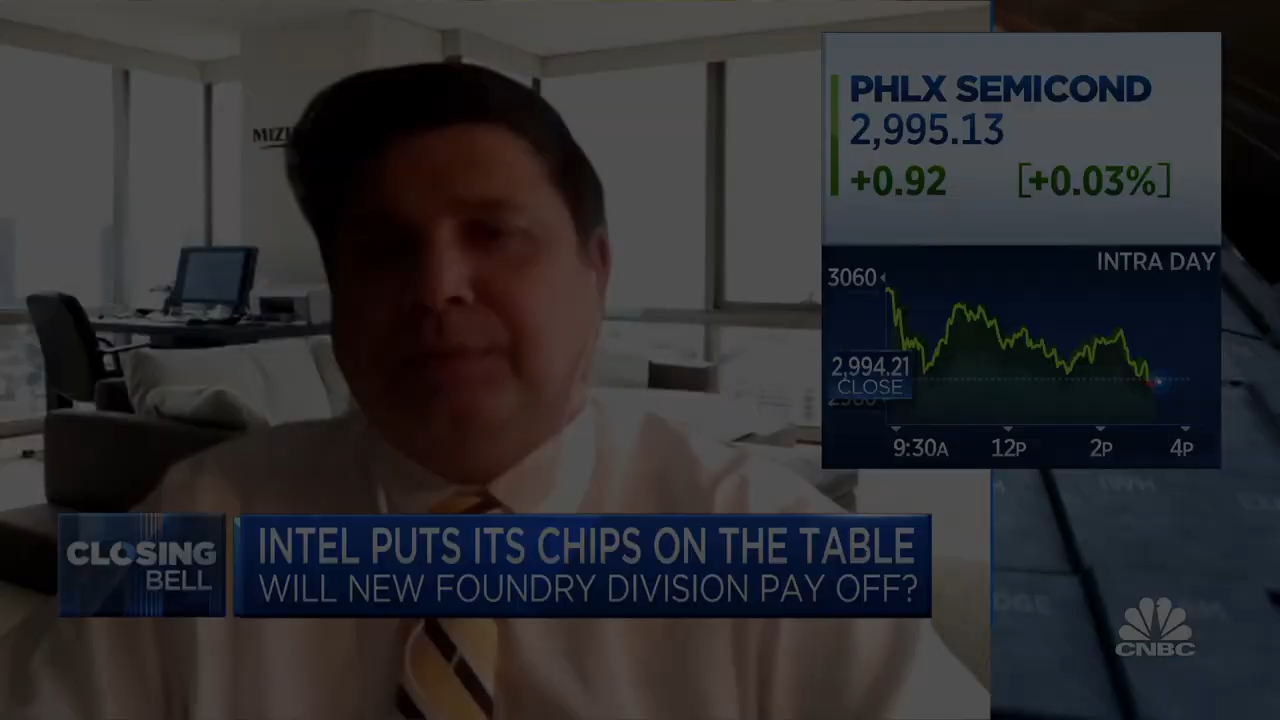 PHLX SEMICOND
2,995.13
+0.92 [+0.03%]
INTRA DAY
3060
2,994.21
CLOSE
9:30A 12P 2P 4P
CLOSING
BELL
INTEL PUTS ITS CHIPS ON THE TABLE
WILL NEW FOUNDRY DIVISION PAY OFF?
CNBC